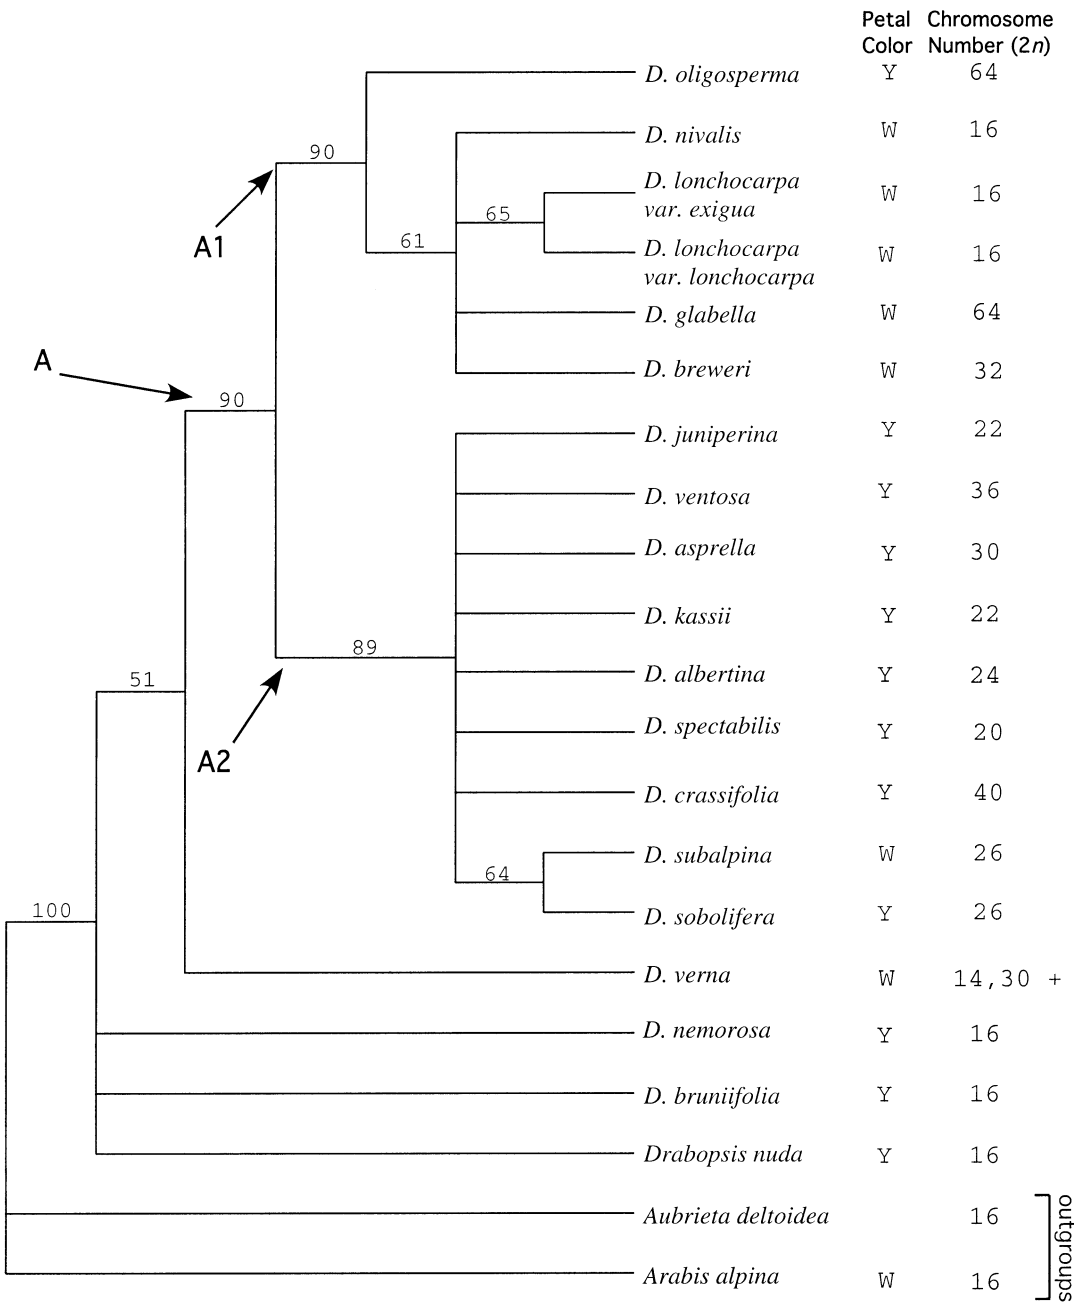 Petal Chromosome
Color Number (2n)
D. oligosperma Y 64
D. nivalis W 16
90
D. lonchocarpa
var. exigua W 16
65
A1
61
D. lonchocarpa
var. lonchocarpa W 16
D. glabella W 64
A
D. breweri W 32
90
D. juniperina Y 22
D. ventosa Y 36
D. asprella Y 30
D. kassii Y 22
89
D. albertina Y 24
51
D. spectabilis Y 20
A2
D. crassifolia Y 40
D. subalpina W 26
64
100
D. sobolifera Y 26
D. verna W 14,30 +
D. nemorosa Y 16
D. bruniifolia Y 16
Drabopsis nuda Y 16
Aubrieta deltoidea 16
outgroups
Arabis alpina W 16